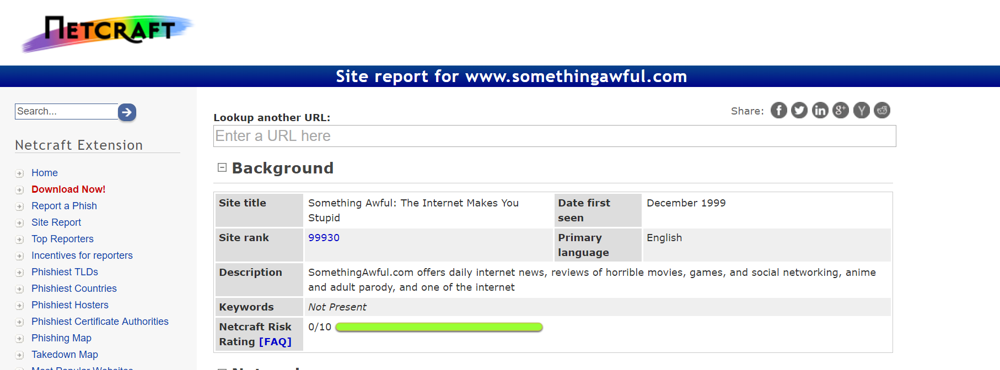 NETCRAFT
Site report for www.somethingawful.com
Search...
Netcraft Extension
Home
Download Now!
Report a Phish
Site Report
Top Reporters
Incentives for reporters
Phishiest TLDs
Phishiest Countries
Phishiest Hosters
Phishiest Certificate Authorities
Phishing Map
Takedown Map
Most Popular Websites
Share:
Lookup another URL:
Enter a URL here
Background
Site title
Something Awful: The Internet Makes You
Stupid
Date first
seen
December 1999
Site rank
99930
Primary
language
English
Description
SomethingAwful.com offers daily internet news, reviews of horrible movies, games, and social networking, anime
and adult parody, and one of the internet
Keywords
Not Present
Netcraft Risk
Rating [FAQ]
0/10